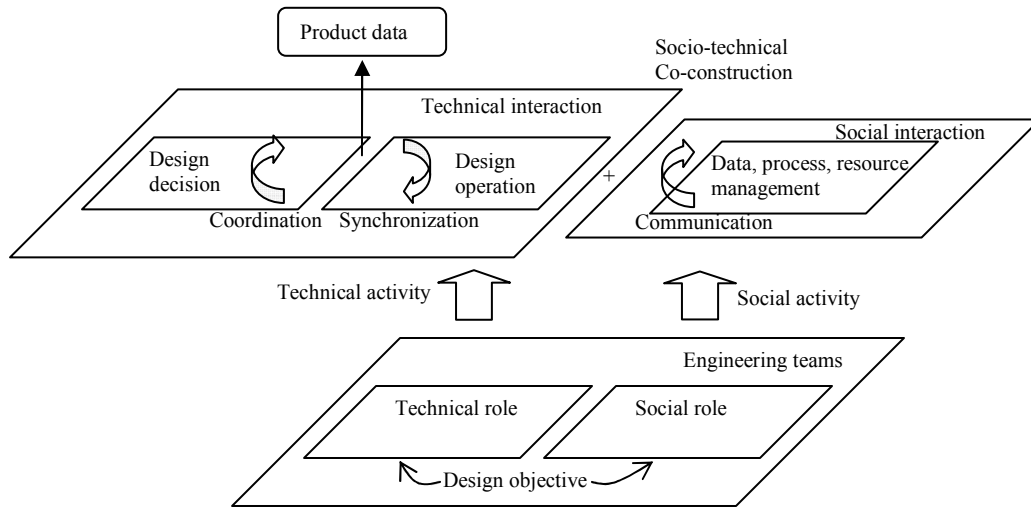 Product data
Socio-technical
Co-construction
Technical interaction
Social interaction
Design
decision
Design
operation
+
Data, process, resource
management
Coordination
Synchronization
Communication
Technical activity
Social activity
Engineering teams
Technical role
Social role
Design objective